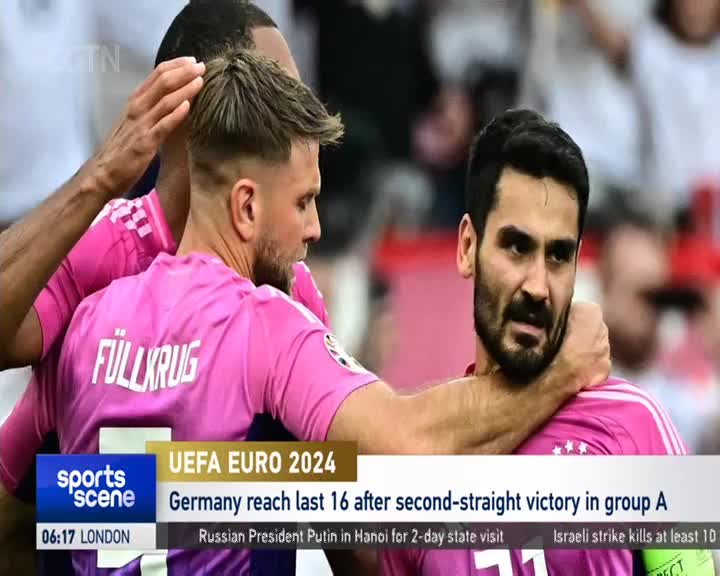 FÜLLKRUG
UEFA EURO 2024
sports scene
Germany reach last 16 after second-straight victory in group A
06:17 LONDON
Russian President Putin in Hanoi for 2-day state visit
Israeli strike kills at least 10